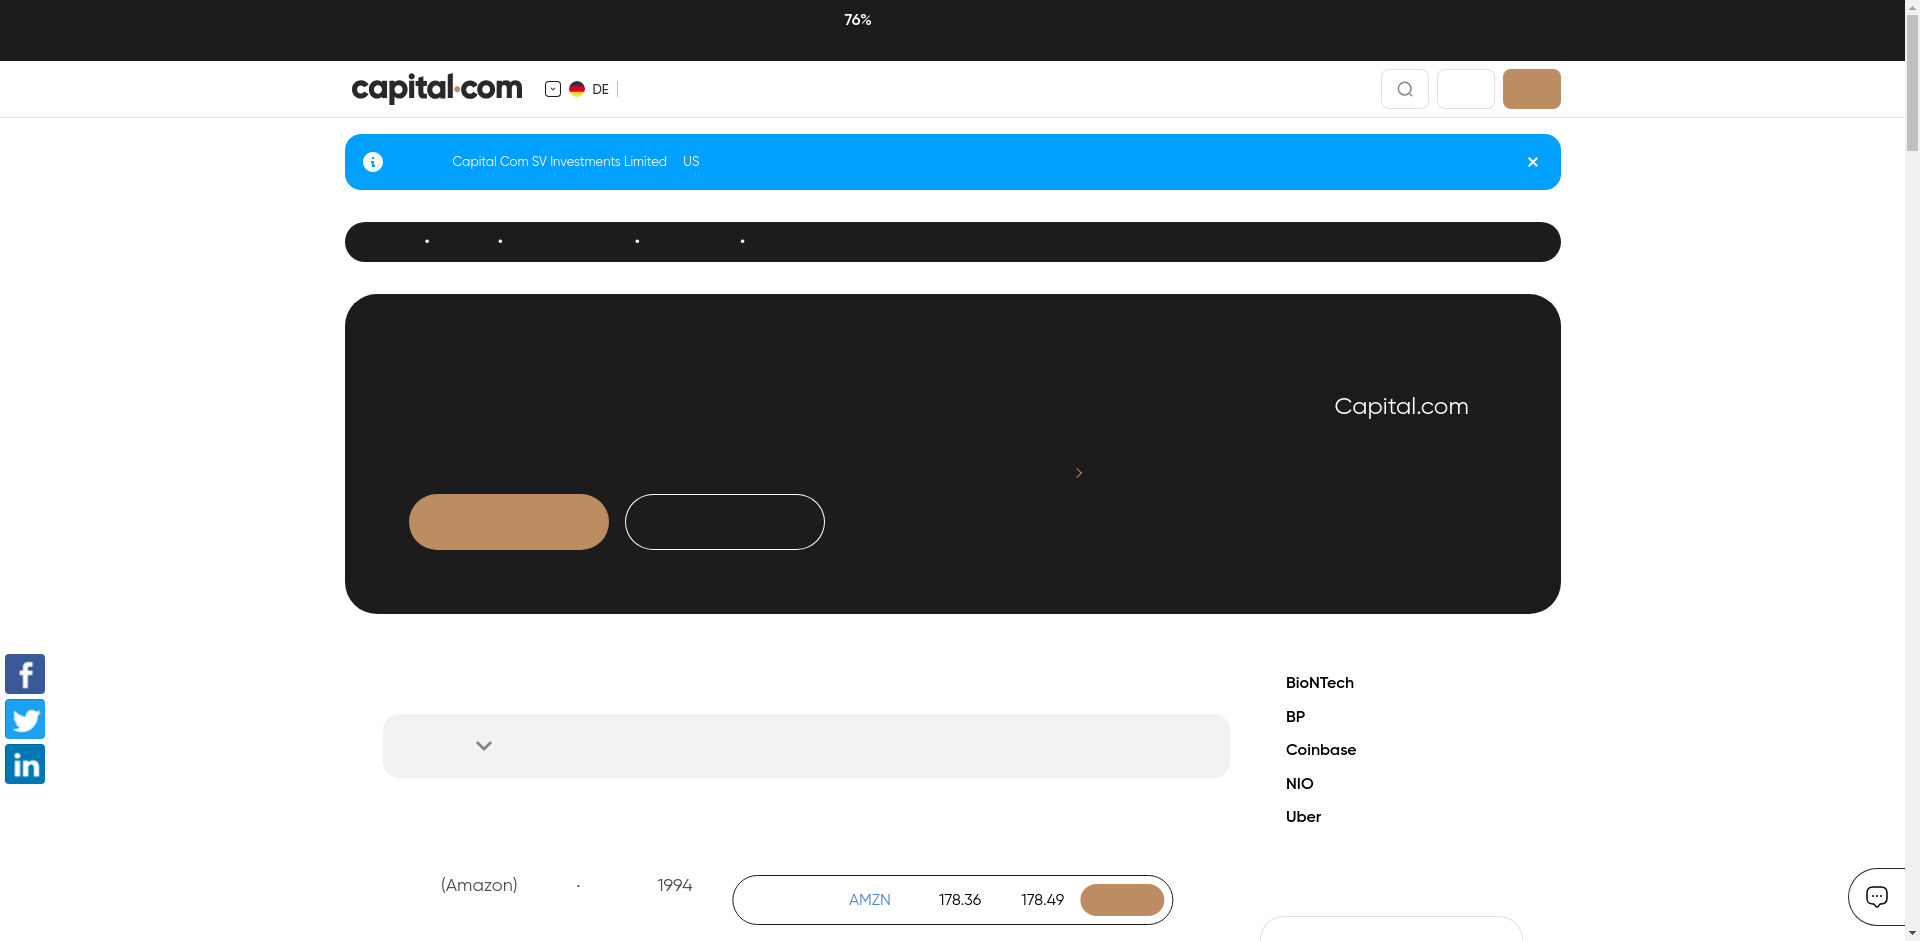 76%
capital.com
DE
Capital Com SV Investments Limited US
Capital.com
BioNTech
BP
Coinbase
NIO
Uber
(Amazon) · 1994
AMZN 178.36 178.49